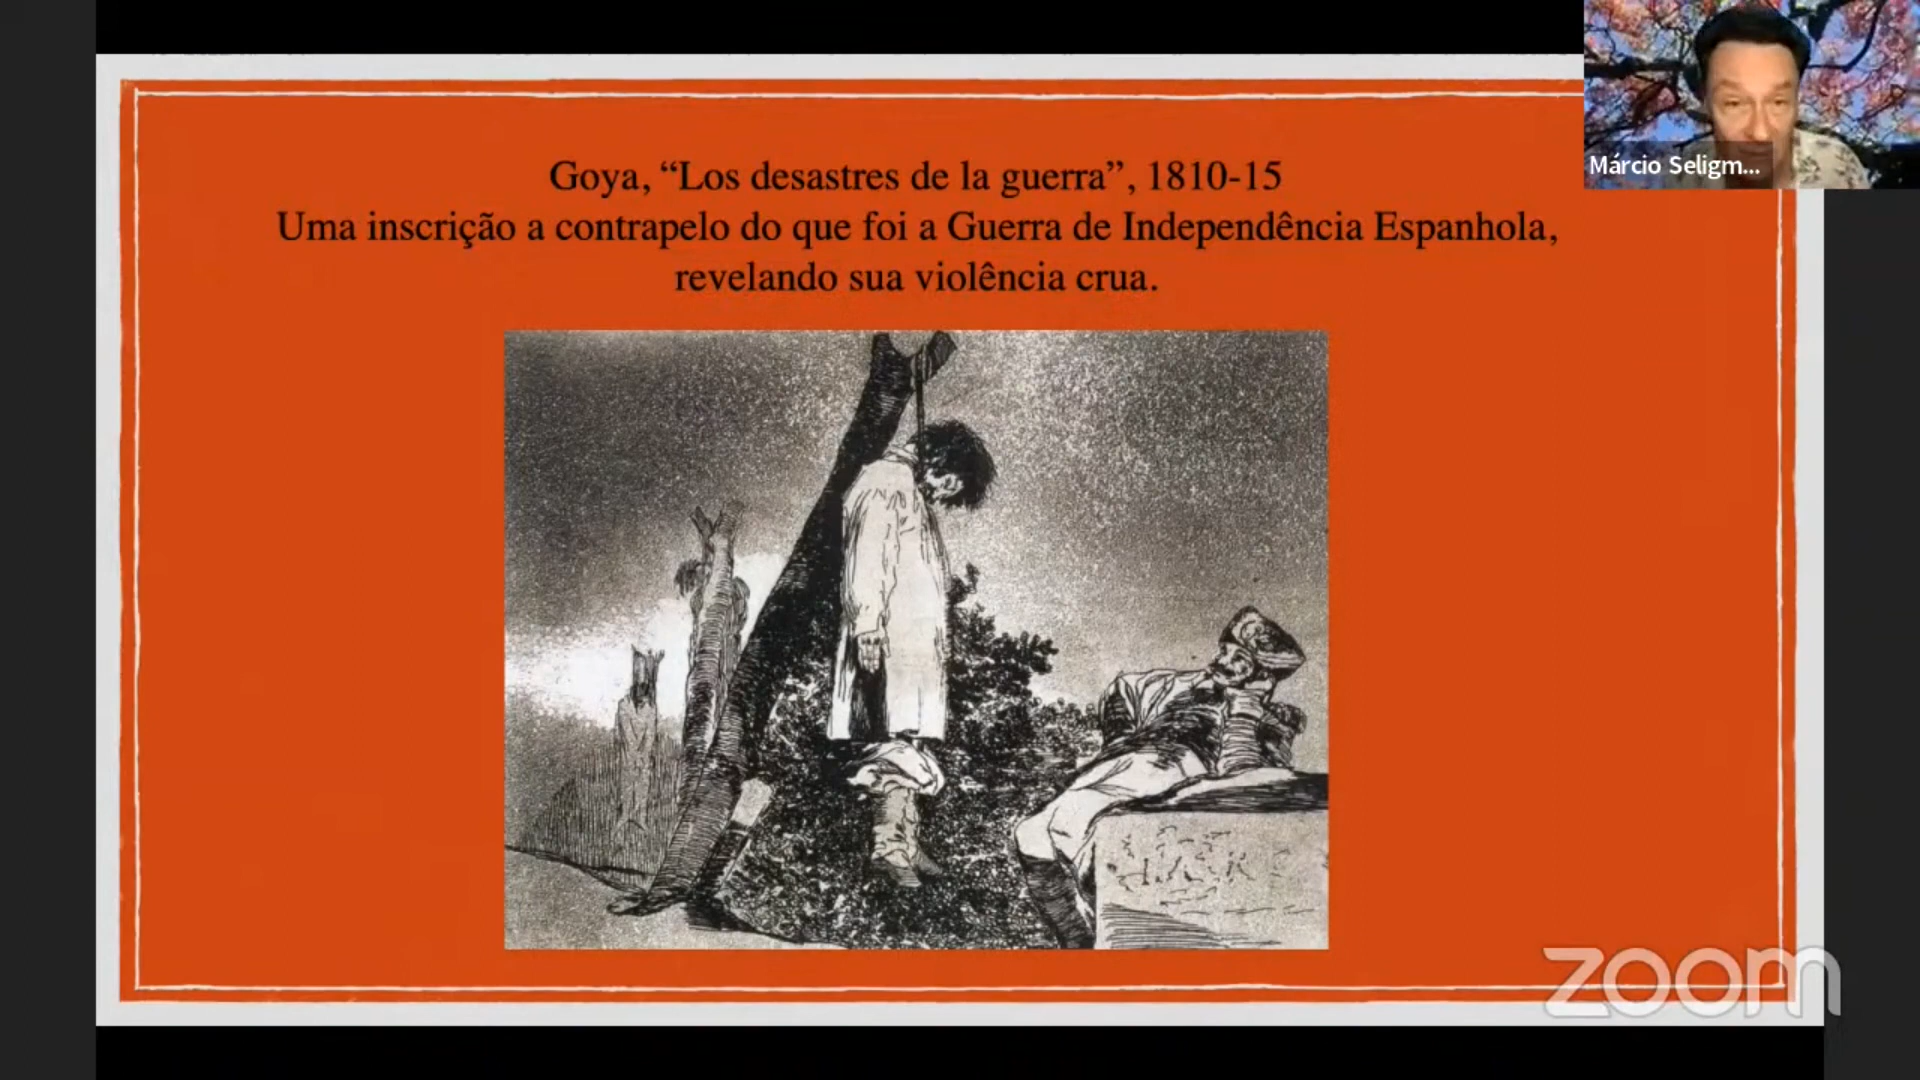 Goya, “Los desastres de la guerra”, 1810-15
Uma inscrição a contrapelo do que foi a Guerra de Independência Espanhola,
revelando sua violência crua.
Márcio Seligm...
zoom